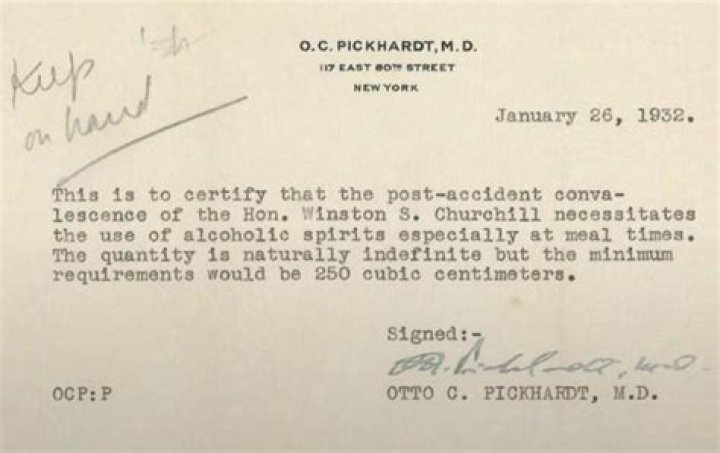 Keep
on hand
O.C. PICKHARDT, M.D.
117 EAST 80TH STREET
NEW YORK
January 26, 1932.
This is to certify that the post-accident conva-
lescence of the Hon. Winston S. Churchill necessitates
the use of alcoholic spirits especially at meal times.
The quantity is naturally indefinite but the minimum
requirements would be 250 cubic centimeters.
Signed:-
O.C. Pickhardt, M.D.
OCP:P OTTO C. PICKHARDT, M.D.